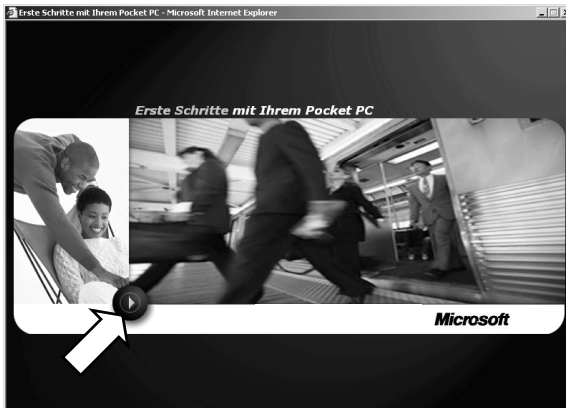 Erste Schritte mit Ihrem Pocket PC - Microsoft Internet Explorer
Erste Schritte mit Ihrem Pocket PC
Microsoft